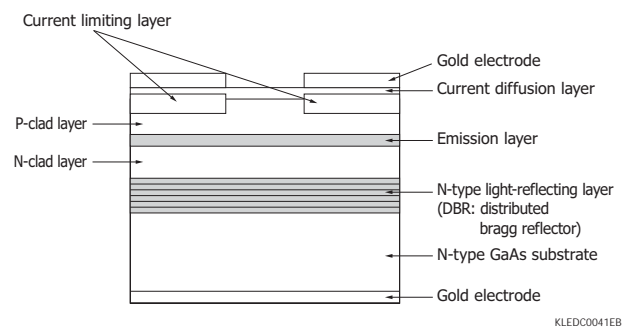 Current limiting layer
Gold electrode
Current diffusion layer
P-clad layer
Emission layer
N-clad layer
N-type light-reflecting layer
(DBR: distributed
bragg reflector)
N-type GaAs substrate
Gold electrode
KLEDC0041EB